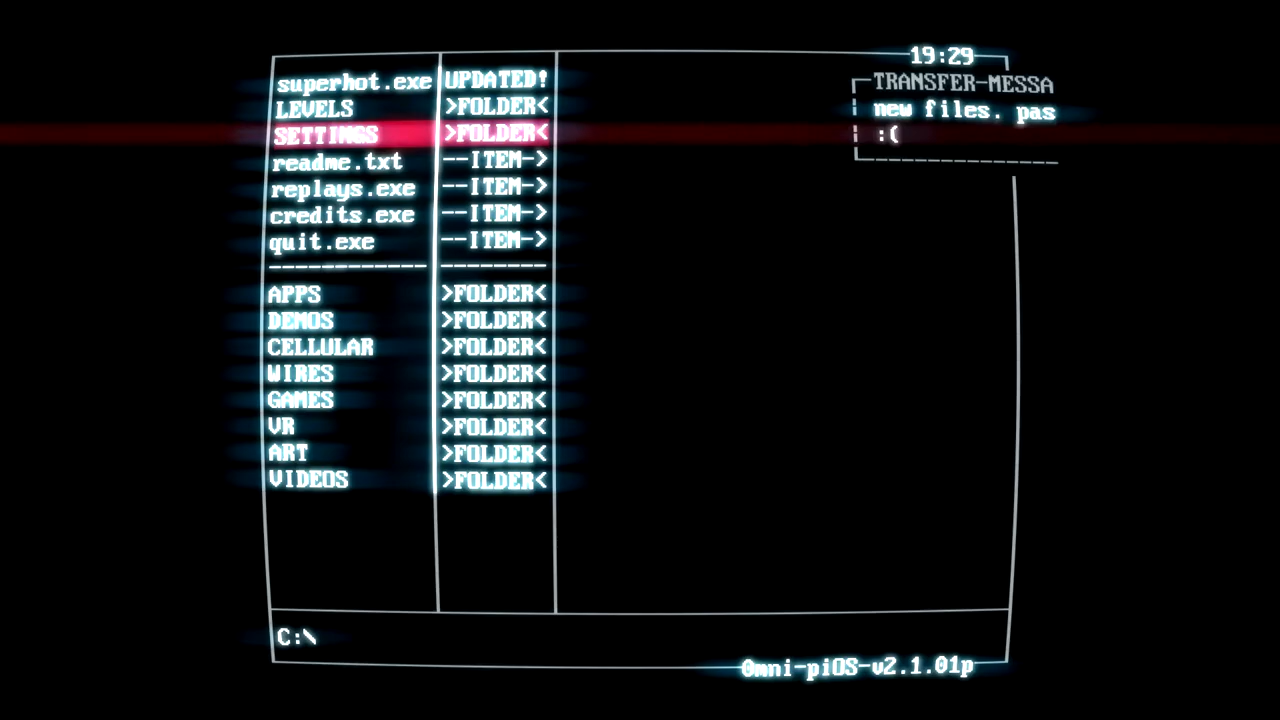 19:29
superhot.exe UPDATED!
LEVELS >FOLDER<
SETTINGS >FOLDER<
readme.txt --ITEM->
replays.exe --ITEM->
credits.exe --ITEM->
quit.exe --ITEM->
APPS >FOLDER<
DEMOS >FOLDER<
CELLULAR >FOLDER<
WIRES >FOLDER<
GAMES >FOLDER<
VR >FOLDER<
ART >FOLDER<
VIDEOS >FOLDER<
TRANSFER-MESSA
new files. pas
:(
C:\
Omni-piOS-v2.1.01p